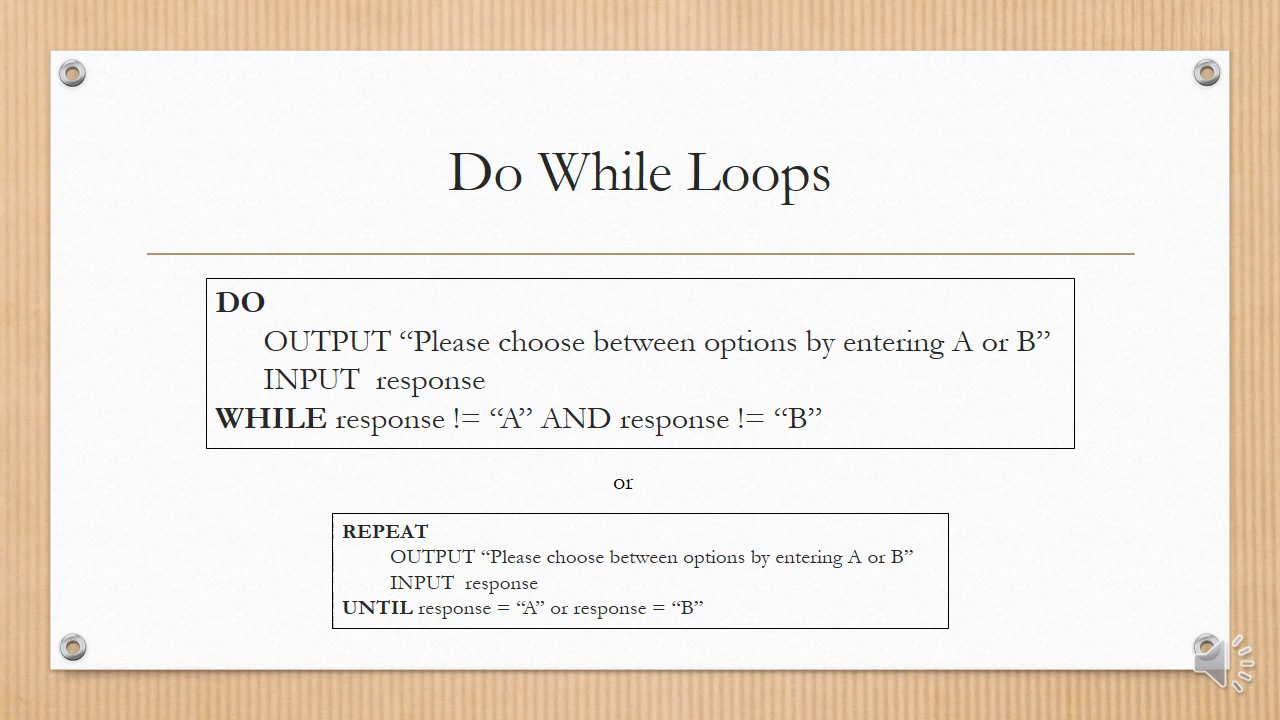 Do While Loops
DO
OUTPUT “Please choose between options by entering A or B”
INPUT  response
WHILE response != “A” AND response != “B”
or
REPEAT
OUTPUT “Please choose between options by entering A or B”
INPUT  response
UNTIL response = “A” or response = “B”